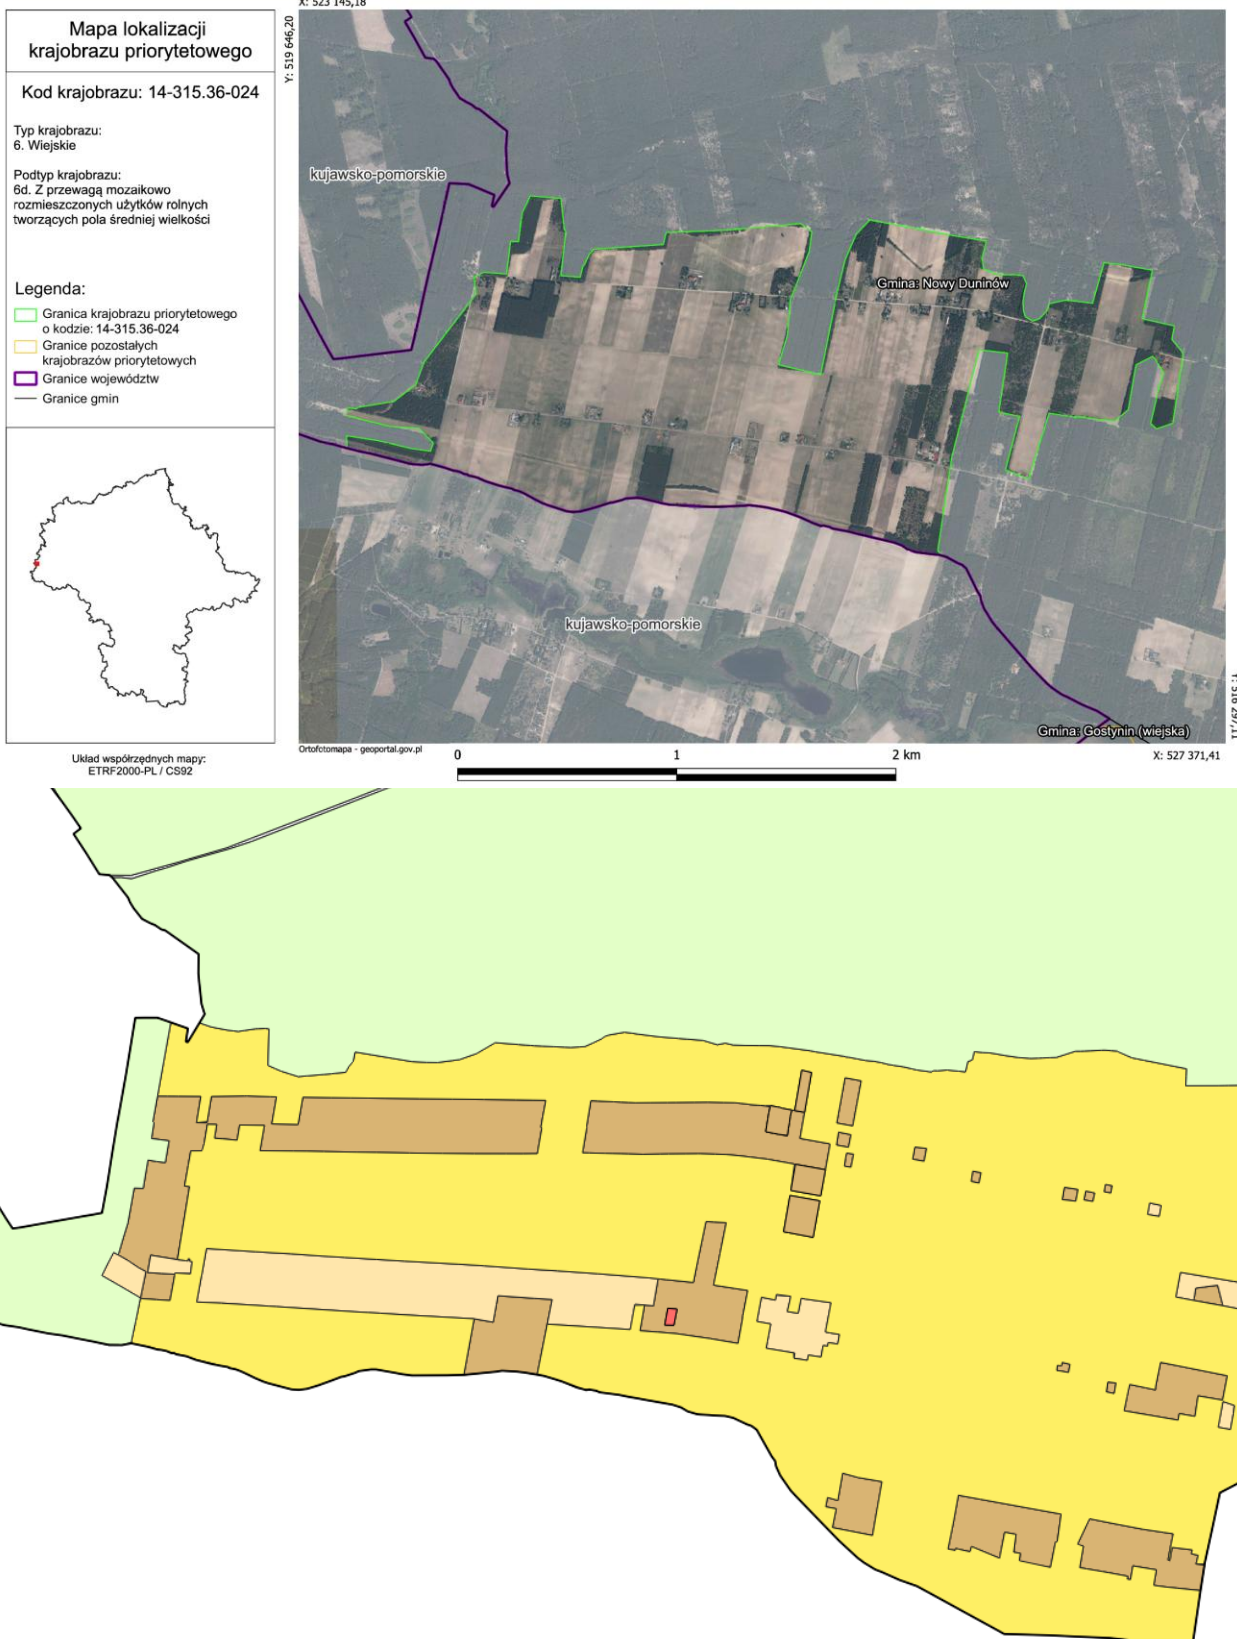 Mapa lokalizacji
krajobrazu priorytetowego
Kod krajobrazu: 14-315.36-024
Typ krajobrazu:
6. Wiejskie
Podtyp krajobrazu:
6d. Z przewagą mozaikowo
rozmieszczonych użytków rolnych
tworzących pola średniej wielkości
Legenda:
Granica krajobrazu priorytetowego
o kodzie: 14-315.36-024
Granice pozostałych
krajobrazów priorytetowych
Granice województw
Granice gmin
Układ współrzędnych mapy:
ETRF2000-PL / CS92
X: 523 145,18
Y: 519 646,20
kujawsko-pomorskie
Gmina: Nowy Duninów
kujawsko-pomorskie
Gmina: Gostynin (wiejska)
Ortofotomapa - geoportal.gov.pl
0 1 2 km
X: 527 371,41